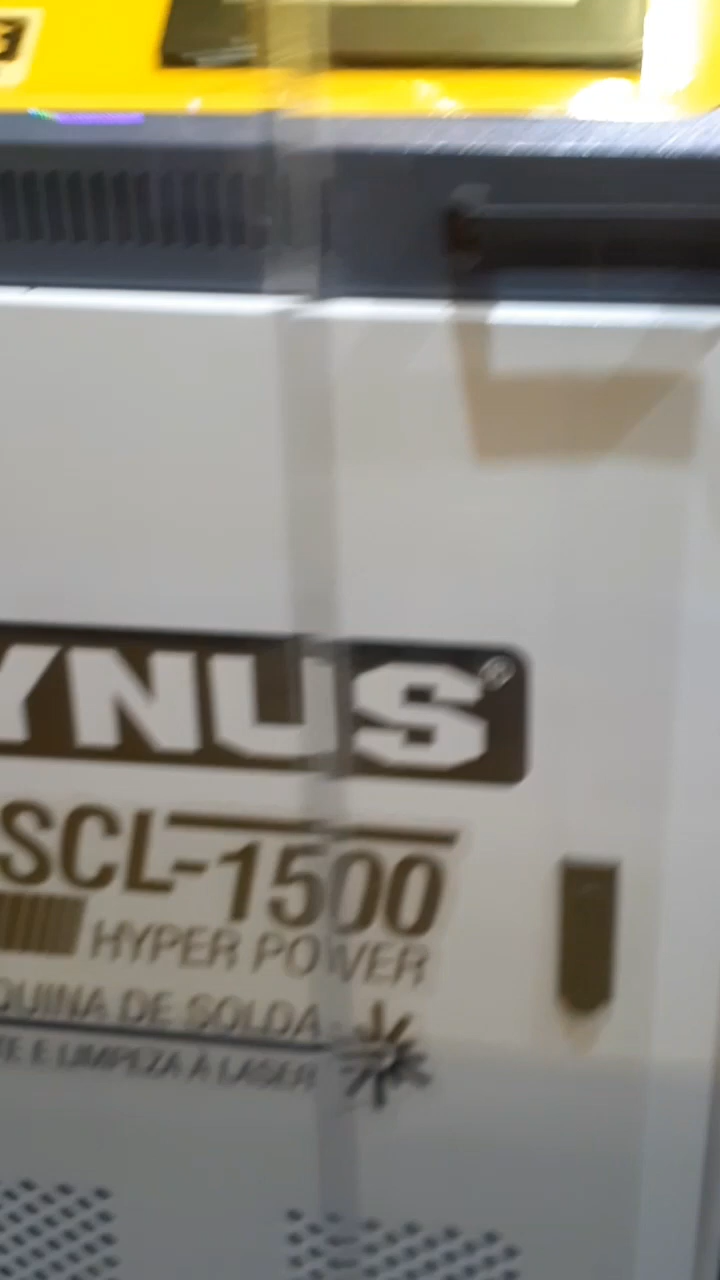 YNUS®
SCL-1500
HYPER POWER
QUINA DE SOLDA
TE E LIMPEZA A LASER